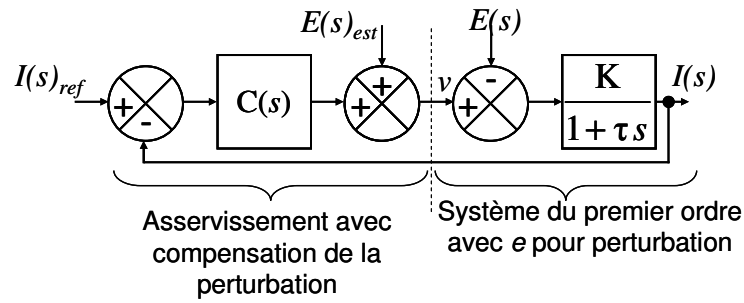 E(s)est
E(s)
I(s)ref
+
-
C(s)
+
+
v
-
+
K
1+τs
I(s)
Asservissement avec
compensation de la
perturbation
Système du premier ordre
avec e pour perturbation